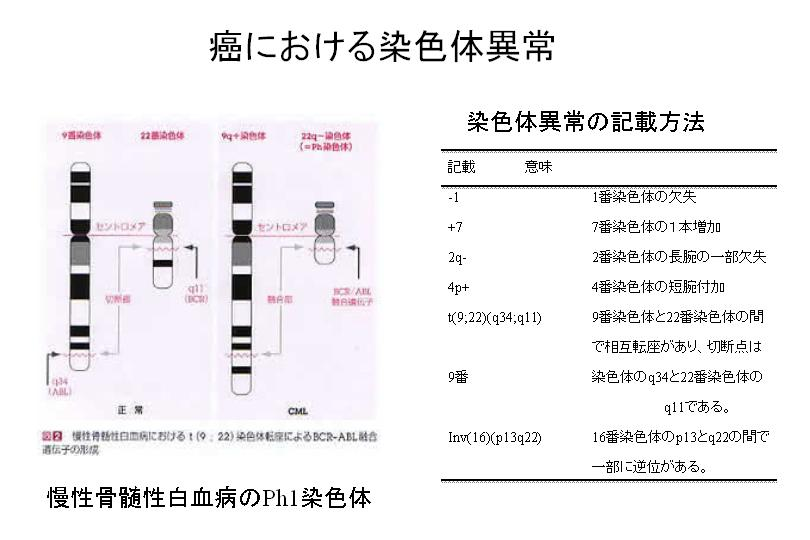 癌における染色体異常
9番染色体
22番染色体
9q+染色体
22q-染色体
(=Ph染色体)
セントロメア
セントロメア
q11
(BCR)
切断部
融合部
BCR/ABL
融合遺伝子
q34
(ABL)
正 常
CML
図2 慢性骨髄性白血病における t (9 ; 22) 染色体転座によるBCR-ABL融合
遺伝子の形成
慢性骨髄性白血病のPh1染色体
染色体異常の記載方法
記載 意味
-1 1番染色体の欠失
+7 7番染色体の1本増加
2q- 2番染色体の長腕の一部欠失
4p+ 4番染色体の短腕付加
t(9;22)(q34;q11) 9番染色体と22番染色体の間
で相互転座があり、切断点は
9番 染色体のq34と22番染色体の
q11である。
Inv(16)(p13q22) 16番染色体のp13とq22の間で
一部に逆位がある。